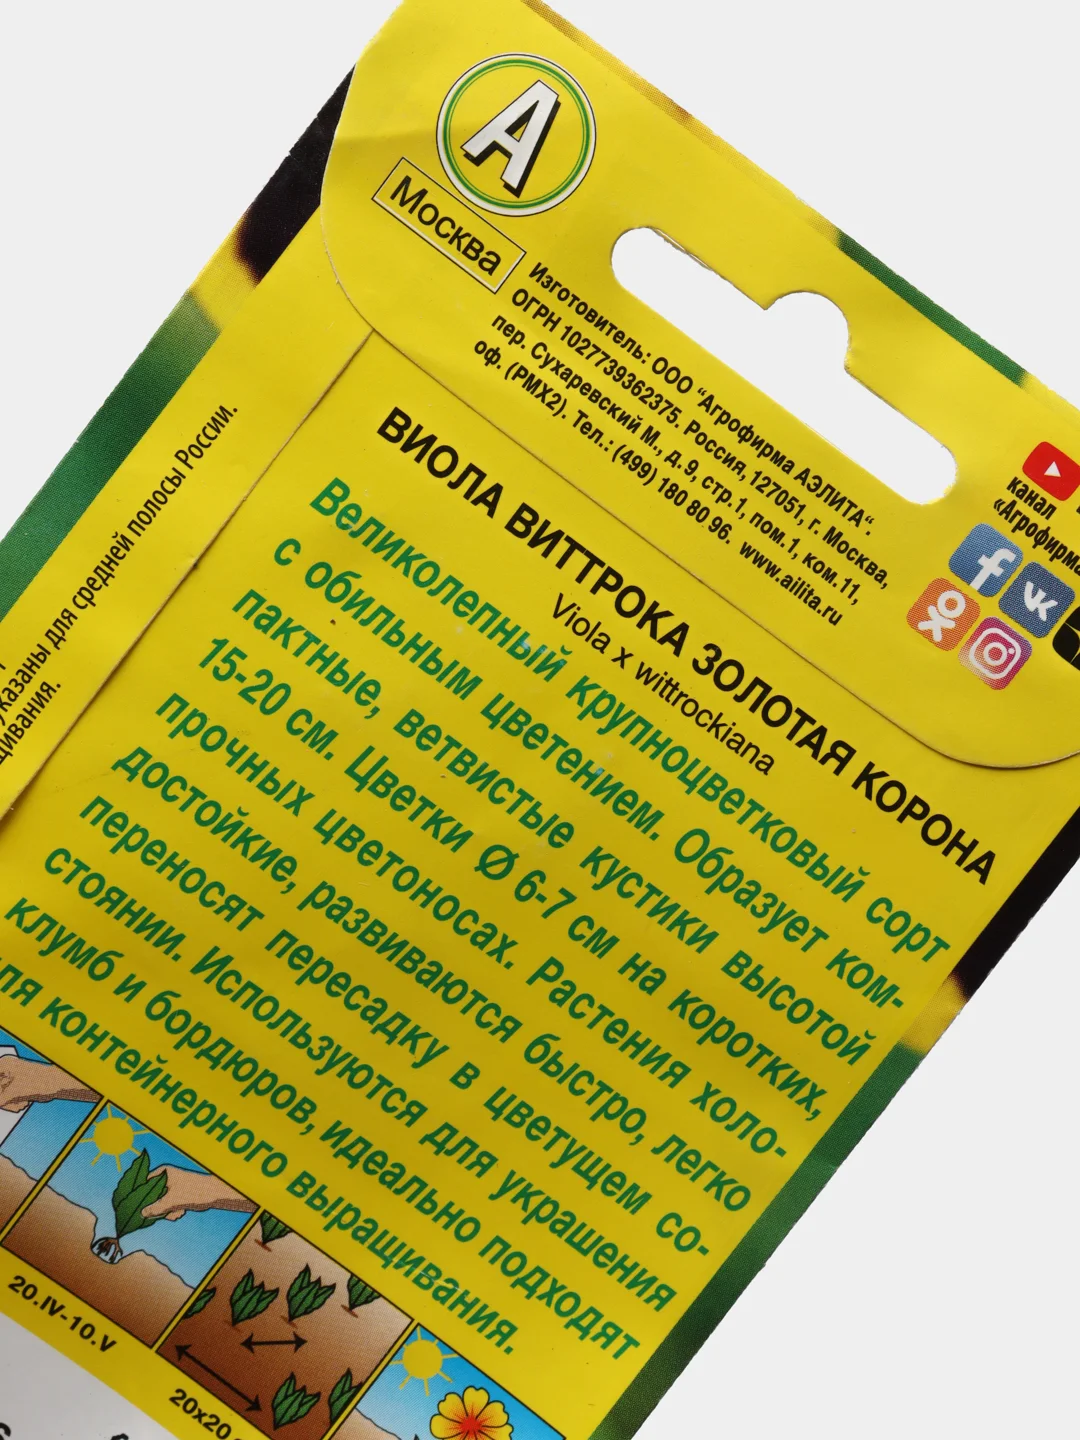 А
Москва
Изготовитель: ООО "Агрофирма АЭЛИТА".
ОГРН 1027739362375. Россия, 127051, г. Москва,
пер. Сухаревский М., д. 9, стр.1, пом.1, ком.11,
оф. (РМХ2). Тел.: (499) 180 80 96. www.ailita.ru
канал
«Агрофирма
ВИОЛА ВИТТРОКА ЗОЛОТАЯ КОРОНА
Viola x wittrockiana
Великолепный крупноцветковый сорт
с обильным цветением. Образует ком-
пактные, ветвистые кустики высотой
15-20 см. Цветки Ø 6-7 см на коротких,
прочных цветоносах. Растения холо-
достойкие, развиваются быстро, легко
переносят пересадку в цветущем со-
стоянии. Используются для украшения
клумб и бордюров, идеально подходят
для контейнерного выращивания.
указаны для средней полосы России.
щивания.
20.IV-10.V
20x20